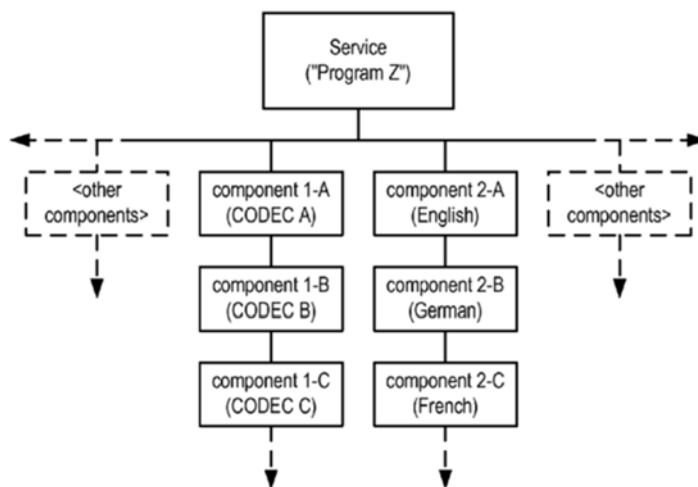 Service
("Program Z")
<other
components>
component 1-A
(CODEC A)
component 2-A
(English)
<other
components>
component 1-B
(CODEC B)
component 2-B
(German)
component 1-C
(CODEC C)
component 2-C
(French)